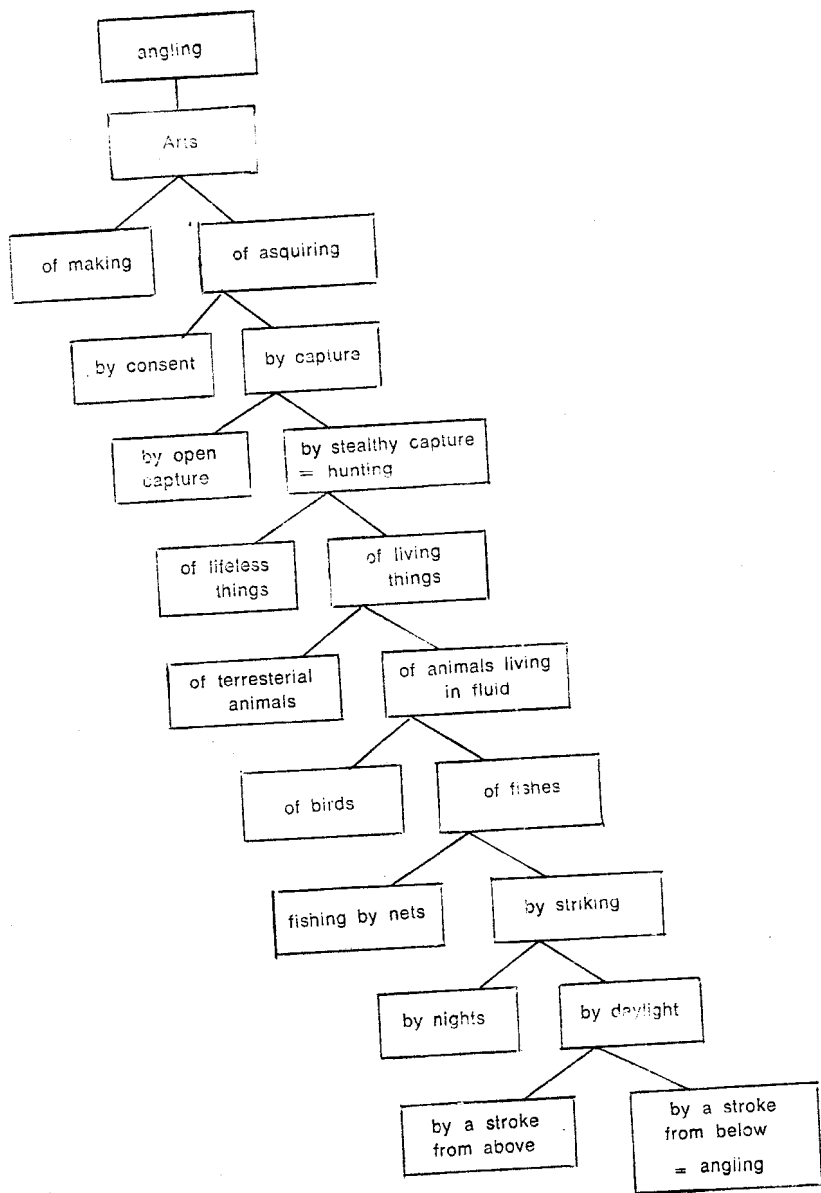 angling
Arts
of making
of asquiring
by consent
by capture
by open
capture
by stealthy capture
= hunting
of lifeless
things
of living
things
of terresterial
animals
of animals living
in fluid
of birds
of fishes
fishing by nets
by striking
by nights
by daylight
by a stroke
from above
by a stroke
from below
= angling